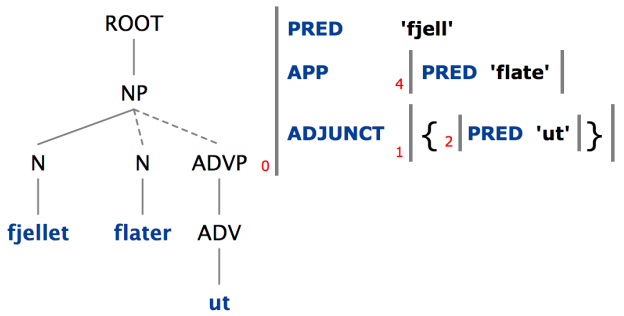 ROOT
NP
N N ADVP
fjellet flater ADV
ut
0 PRED 'fjell'
APP 4 PRED 'flate'
ADJUNCT 1 { 2 PRED 'ut' }